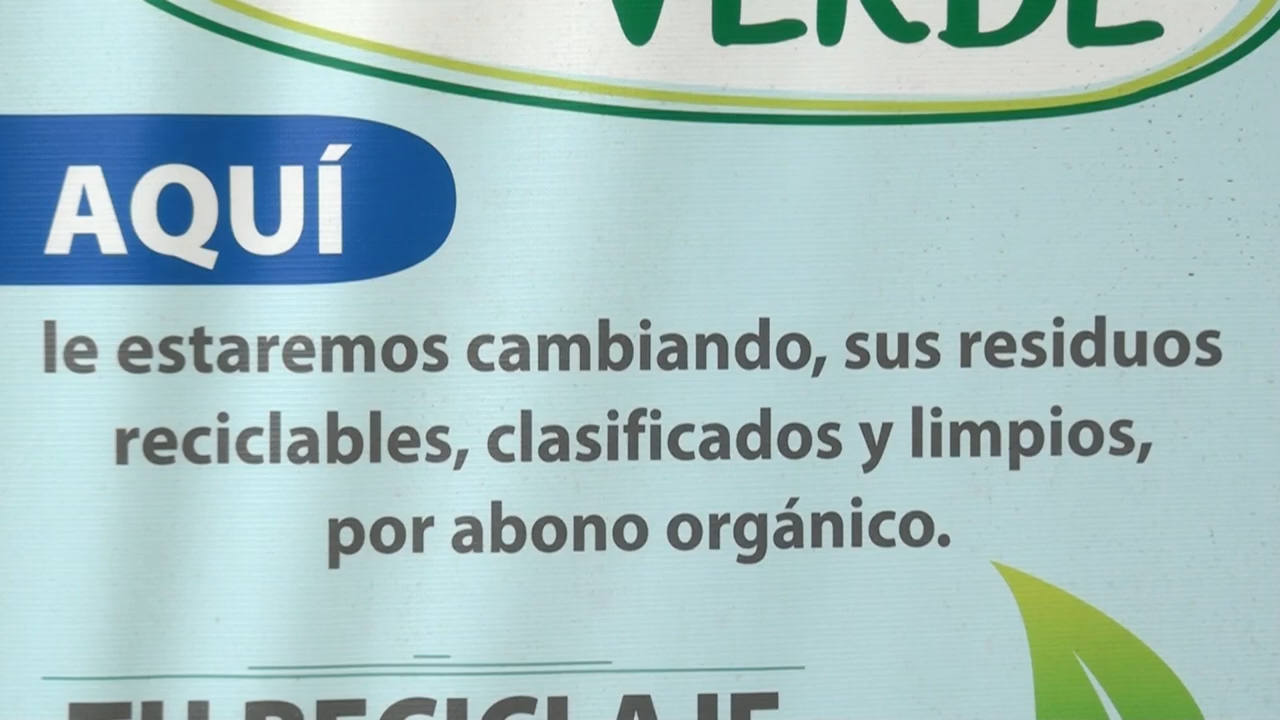 VERDE
AQUÍ
le estaremos cambiando, sus residuos
reciclables, clasificados y limpios,
por abono orgánico.
TU RECICLAJE